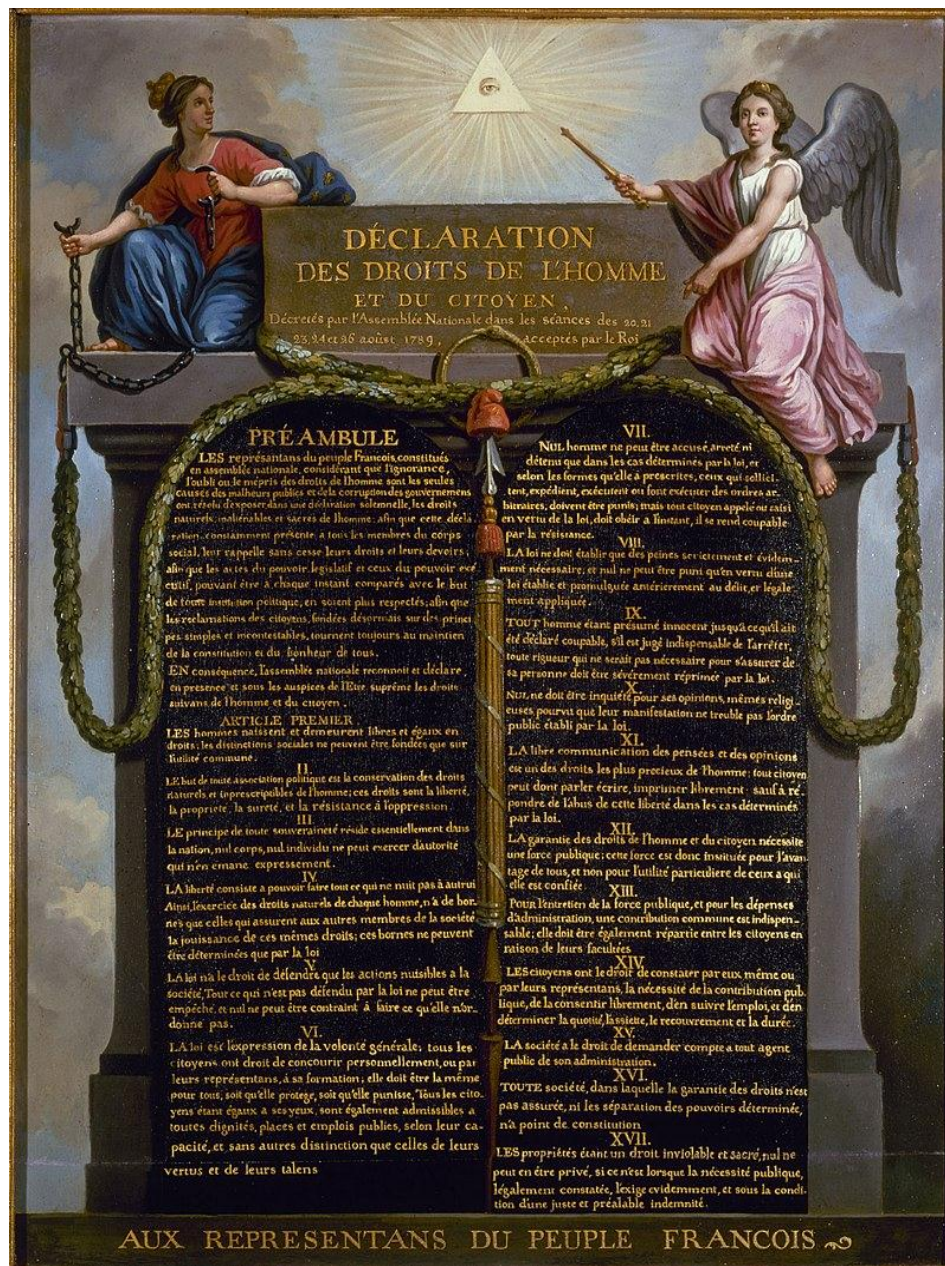 DÉCLARATION
DES DROITS DE L'HOMME
ET DU CITOYEN,
Décretés par l'Assemblée Nationale dans les séances des 20, 21
23, 24 et 26 août 1789, acceptés par le Roi
PRÉAMBULE
LES représantans du peuple Francois, constitués
en assemblée nationale, considérant que l'ignorance,
l'oubli ou le mépris des droits de l'homme sont les seules
causes des malheurs publics et de la corruption des gouvernemens
ont résolu d'exposer dans une déclaration solemnelle, les droits
naturels, inaliénables et sacrés de l'homme: afin que cette décla
ration, constamment présente a tous les membres du corps
social, leur rappelle sans cesse leurs droits et leurs devoirs,
afin que les actes du pouvoir législatif et ceux du pouvoir exé
cutif, pouvant être à chaque instant comparés avec le but
de toute institution politique, en soient plus respectés; afin que
les reclamations des citoyens, fondées désormais sur des princi
pes simples et incontestables, tournent toujours au maintien
de la constitution et du bonheur de tous.
EN conséquence, l'assemblée nationale reconnoit et déclare,
en presence et sous les auspices de l'Etre suprême les droits
suivans de l'homme et du citoyen.
ARTICLE PREMIER
LES hommes naissent et demeurent libres et égaux en
droits; les distinctions sociales ne peuvent être fondées que sur
l'utilité commune.
II.
LE but de toute association politique est la conservation des droits
naturels et inprescriptibles de l'homme; ces droits sont la liberté,
la propriété, la sureté, et la résistance à l'oppression.
III.
LE principe de toute souveraineté réside essentiellement dans
la nation, nul corps, nul individu ne peut exercer d'autorité
qui n'en émane expressement.
IV.
LA liberté consiste a pouvoir faire tout ce qui ne nuit pas à autrui
Ainsi, l'exercice des droits naturels de chaque homme, n'a de bor
nes que celles qui assurent aux autres membres de la société
la jouissance de ces mêmes droits; ces bornes ne peuvent
être déterminées que par la loi
V.
LA loi n'a le droit de défendre que les actions nuisibles a la
société, Tout ce qui n'est pas défendu par la loi ne peut être
empêché, et nul ne peut être contraint à faire ce qu'elle n'or-
donne pas.
VI.
LA loi est l'expression de la volonté générale; tous les
citoyens ont droit de concourir personnellement, ou par
leurs représentans, à sa formation; elle doit être la même
pour tous, soit qu'elle protege, soit qu'elle punisse, Tous les cito-
yens étant égaux a ses yeux, sont également admissibles a
toutes dignités, places et emplois publics, selon leur ca-
pacité, et sans autres distinction que celles de leurs
vertus et de leurs talens
VII.
NUL homme ne peut être accusé, arreté, ni
détenu que dans les cas déterminés par la loi, et
selon les formes qu'elle à prescrites, ceux qui sollici-
tent, expédient, exécutent ou font exécuter des ordres ar-
bitraires, doivent être punis; mais tout citoyen appelé ou saisi
en vertu de la loi, doit obéir a l'instant, il se rend coupable
par la résistance.
VIII.
LA loi ne doit établir que des peines strictement et évidem-
ment nécessaire, et nul ne peut être puni qu'en vertu d'une
loi établie et promulguée antérierement au délit, et légale
ment appliquée.
IX.
TOUT homme étant présumé innocent jusqu'à ce qu'il ait
été déclaré coupable, s'il est jugé indispensable de l'arrêter,
toute rigueur qui ne serait pas nécessaire pour s'assurer de
sa personne doit être sévèrement réprimée par la loi.
X.
NUL ne doit être inquiété pour ses opinions, mêmes religi
euses pourvu que leur manifestation ne trouble pas l'ordre
public établi par la loi.
XI.
LA libre communication des pensées et des opinions
est un des droits les plus precieux de l'homme: tout citoyen
peut dont parler écrire, imprimer librement: sauf à ré
pondre de l'abus de cette liberté dans les cas déterminés
par la loi.
XII.
LA garantie des droits de l'homme et du citoyen nécessite
une force publique; cette force est donc instituée pour l'avan
tage de tous, et non pour l'utilité particuliere de ceux a qui
elle est confiée.
XIII.
POUR l'entretien de la force publique, et pour les dépenses
d'administration, une contribution commune est indispen-
sable; elle doit être également répartie entre les citoyens en
raison de leurs facultées
XIV.
LES citoyens ont le droit de constater par eux même ou
par leurs représentans, la nécessité de la contribution pub-
lique, de la consentir librement, d'en suivre l'emploi, et d'en
déterminer la quotité, l'assiette, le recouvrement et la durée.
XV.
LA société a le droit de demander compte a tout agent
public de son administration.
XVI.
TOUTE société, dans laquelle la garantie des droits n'est
pas assurée, ni les séparation des pouvoirs déterminée,
n'a point de constitution
XVII.
LES propriétés étant un droit inviolable et sacré, nul ne
peut en être privé, si ce n'est lorsque la nécessité publique,
légalement constatée, l'exige evidemment, et sous la condi-
tion d'une juste et préalable indemnité.
AUX REPRESENTANS DU PEUPLE FRANCOIS